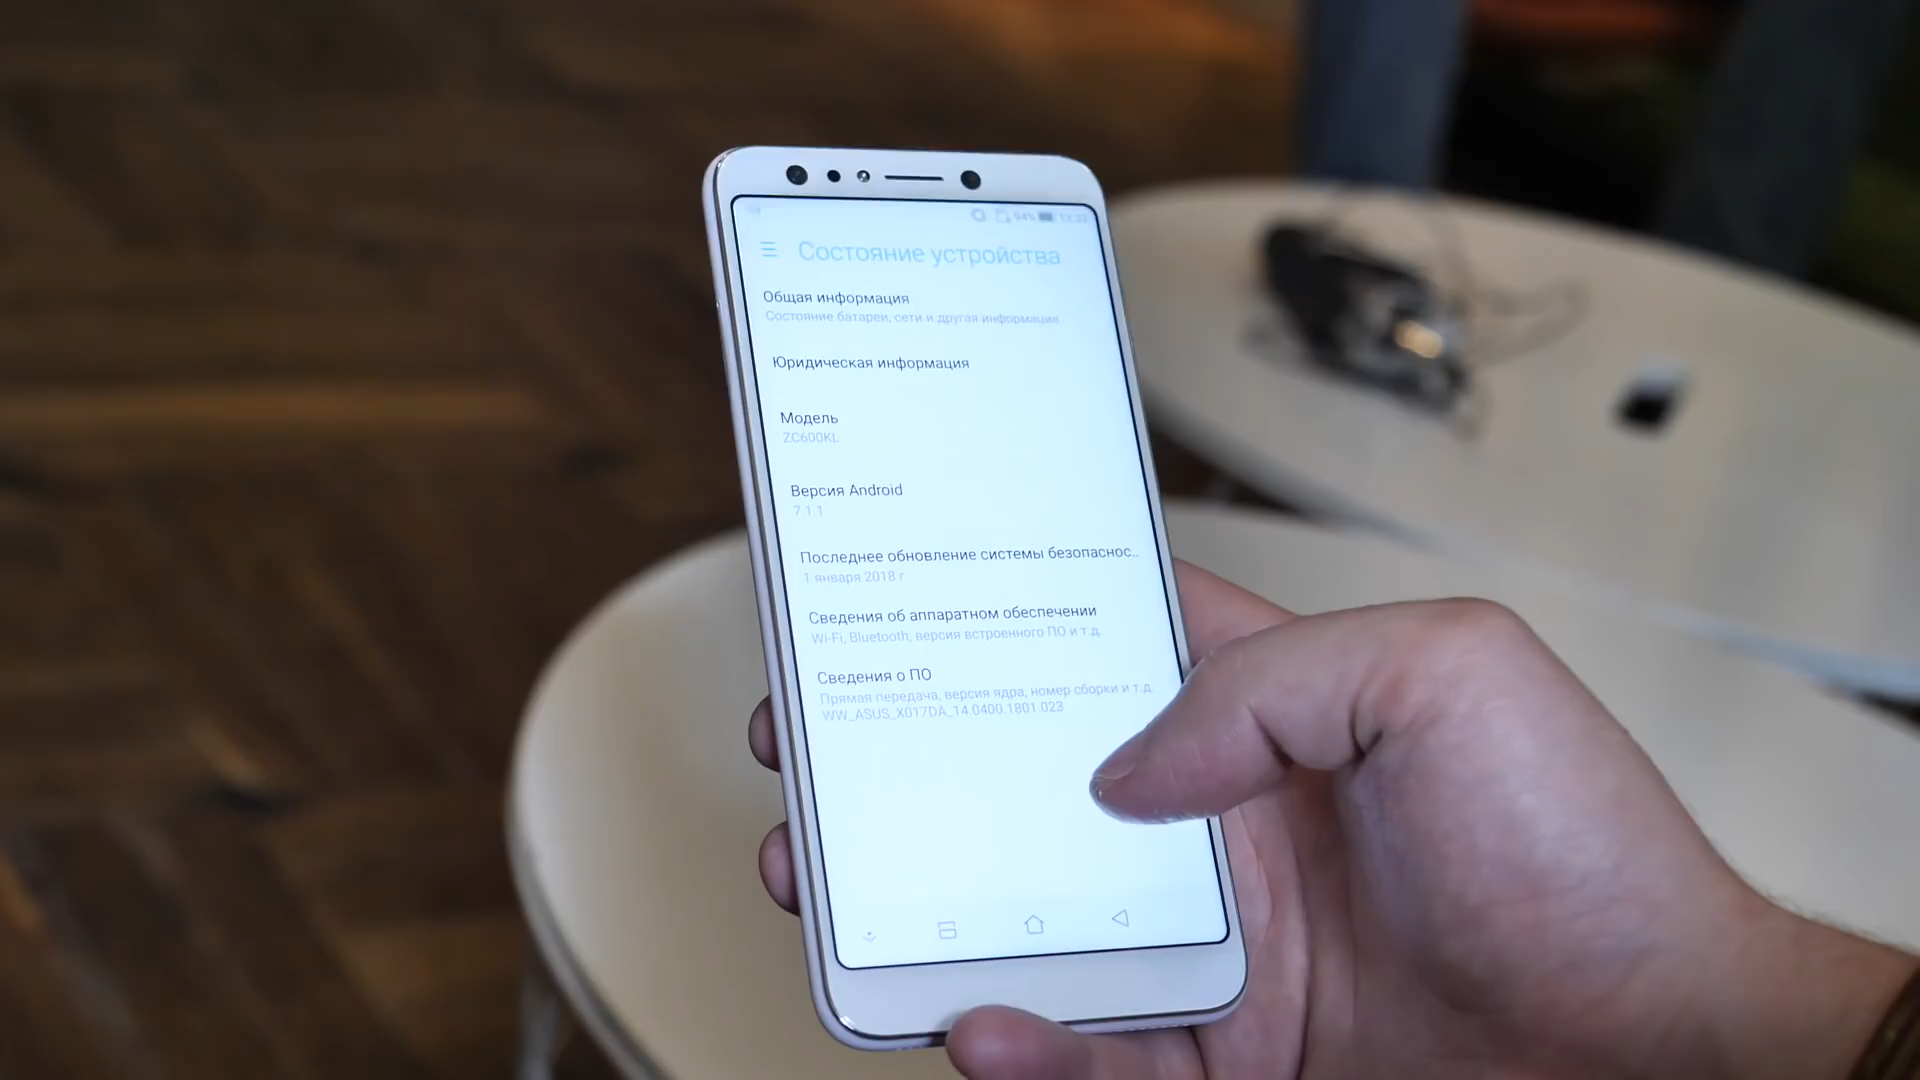 Состояние устройства
Общая информация
Состояние батареи, сети и другая информация
Юридическая информация
Модель
ZC600KL
Версия Android
7.1.1
Последнее обновление системы безопаснос..
1 января 2018 г
Сведения об аппаратном обеспечении
Wi-Fi, Bluetooth, версия встроенного ПО и т.д.
Сведения о ПО
Прямая передача, версия ядра, номер сборки и т.д.
WW_ASUS_X017DA_14.0400.1801.023